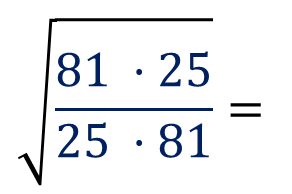 √
81 · 25
25 · 81 =